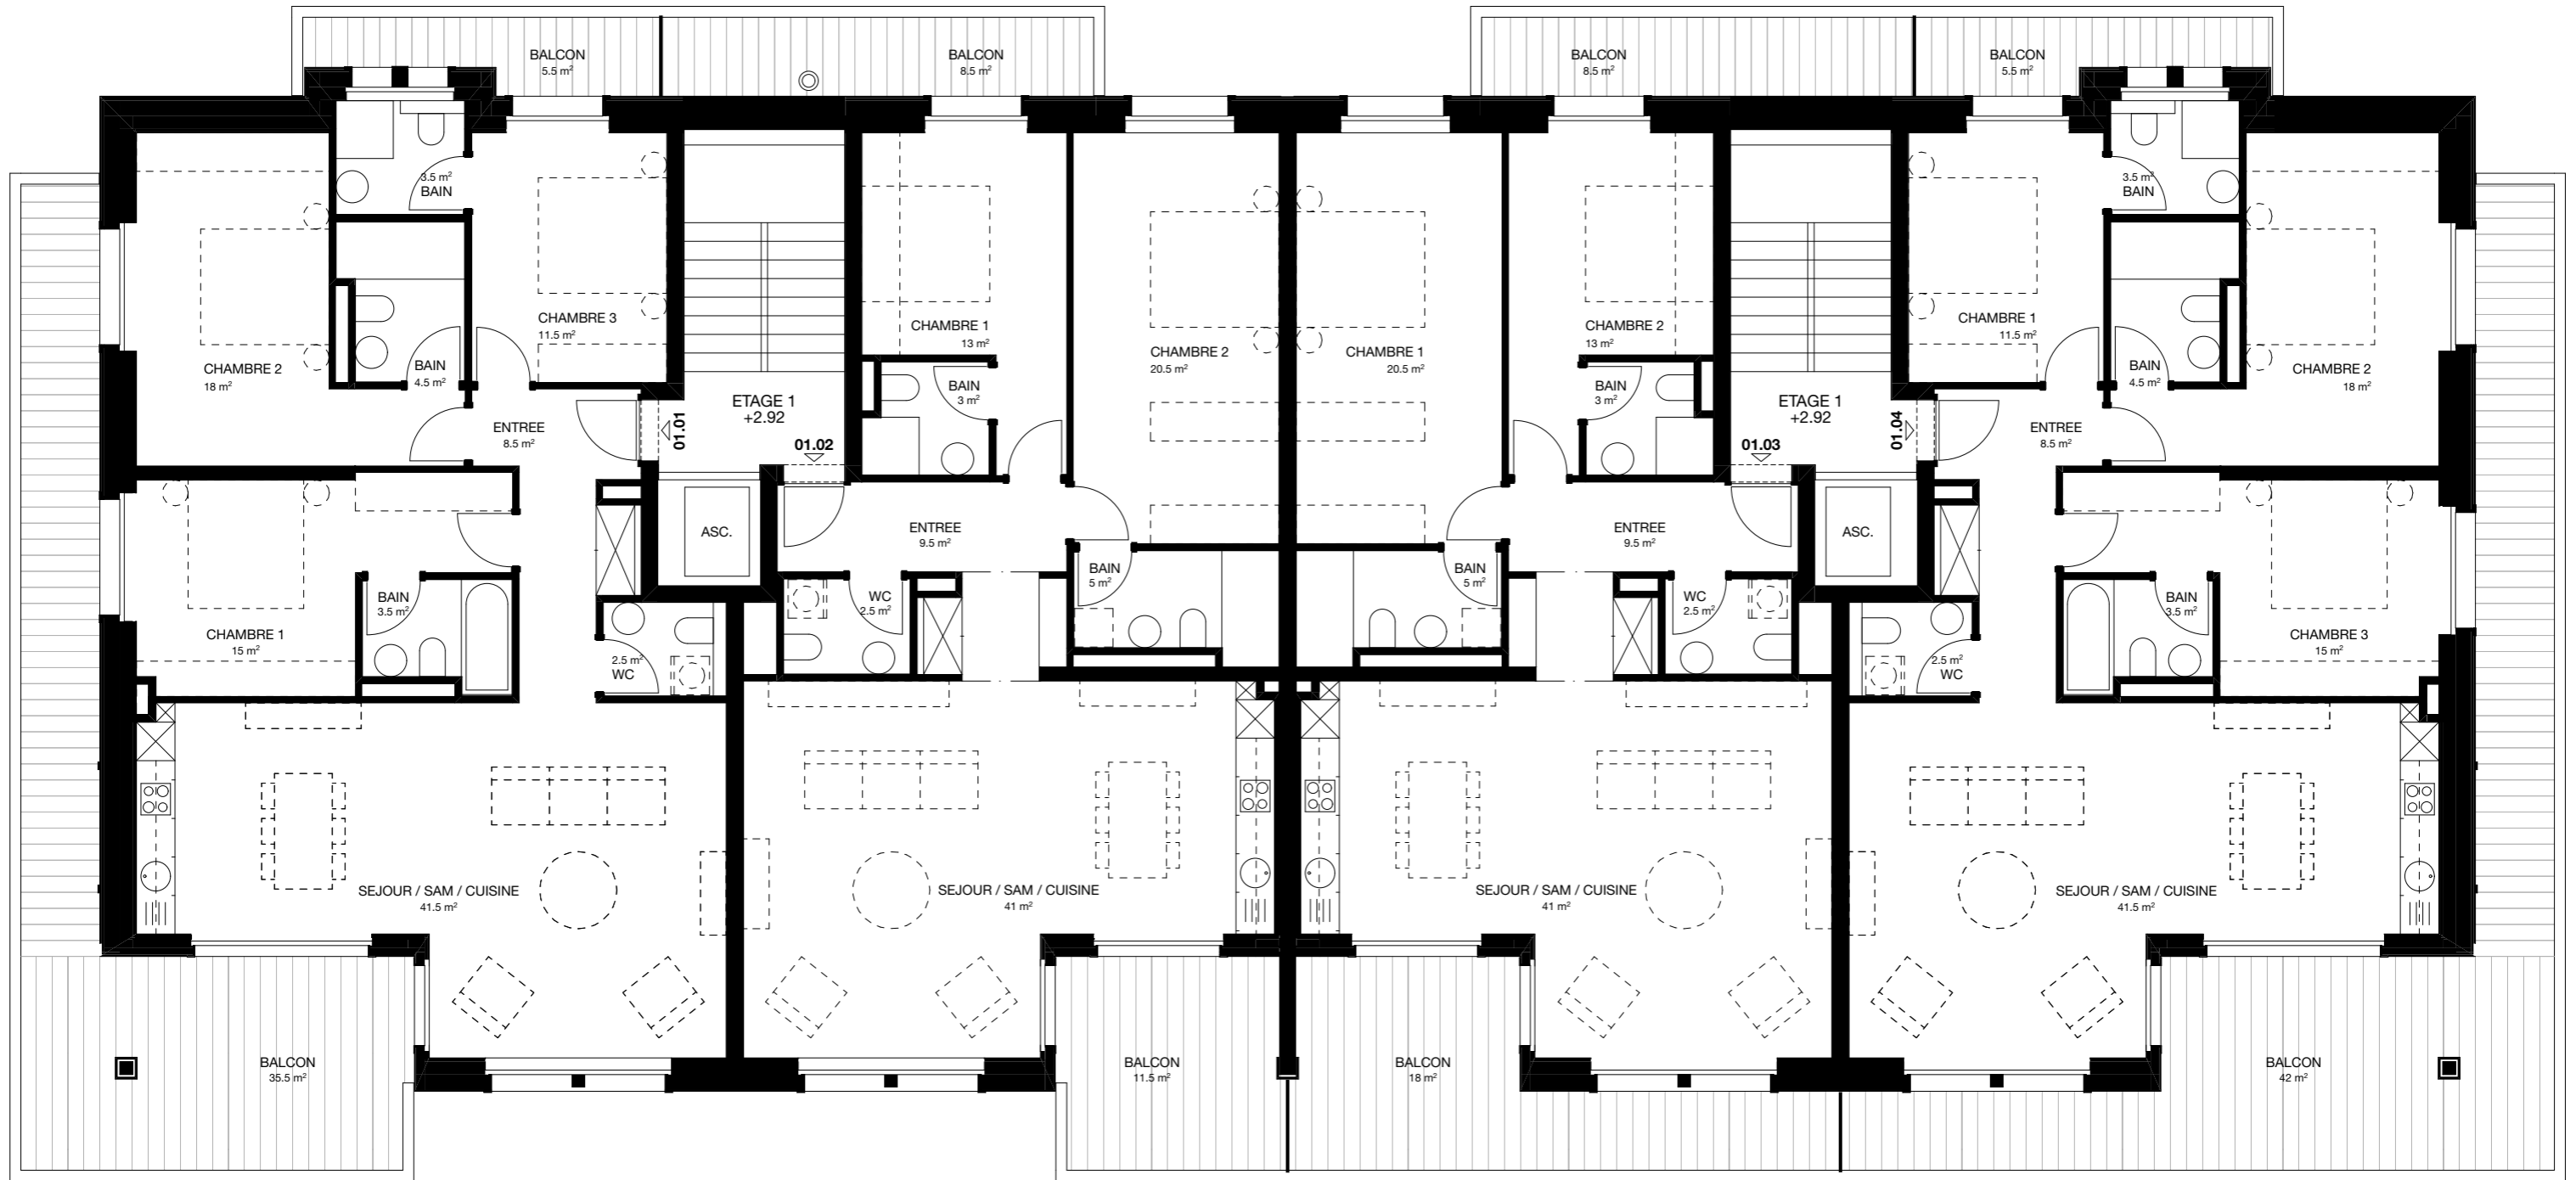 BALCON
5.5 m²
BALCON
8.5 m²
BALCON
8.5 m²
BALCON
5.5 m²
3.5 m²
BAIN
CHAMBRE 3
11.5 m²
CHAMBRE 2
18 m²
BAIN
4.5 m²
ENTREE
8.5 m²
01.01
ETAGE 1
+2.92
01.02
CHAMBRE 1
13 m²
BAIN
3 m²
CHAMBRE 2
20.5 m²
CHAMBRE 1
20.5 m²
CHAMBRE 2
13 m²
BAIN
3 m²
ETAGE 1
+2.92
01.03
01.04
CHAMBRE 1
11.5 m²
3.5 m²
BAIN
BAIN
4.5 m²
CHAMBRE 2
18 m²
ENTREE
8.5 m²
ASC.
ENTREE
9.5 m²
BAIN
5 m²
BAIN
5 m²
ENTREE
9.5 m²
ASC.
CHAMBRE 1
15 m²
BAIN
3.5 m²
2.5 m²
WC
WC
2.5 m²
WC
2.5 m²
2.5 m²
WC
BAIN
3.5 m²
CHAMBRE 3
15 m²
SEJOUR / SAM / CUISINE
41.5 m²
SEJOUR / SAM / CUISINE
41 m²
SEJOUR / SAM / CUISINE
41 m²
SEJOUR / SAM / CUISINE
41.5 m²
BALCON
35.5 m²
BALCON
11.5 m²
BALCON
18 m²
BALCON
42 m²